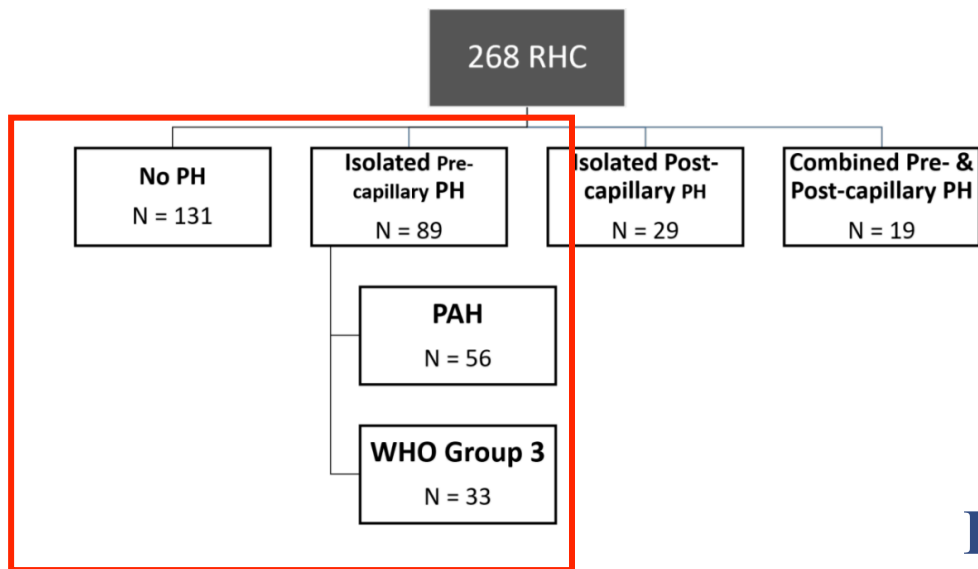 268 RHC
No PH
N = 131
Isolated Pre-
capillary PH
N = 89
Isolated Post-
capillary PH
N = 29
Combined Pre- &
Post-capillary PH
N = 19
PAH
N = 56
WHO Group 3
N = 33